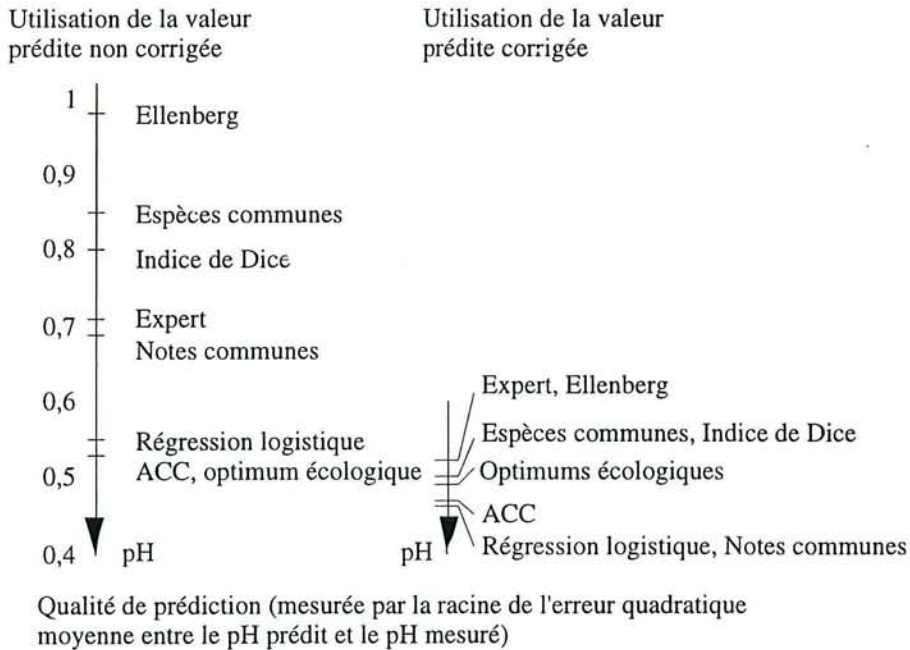 Utilisation de la valeur
prédite non corrigée
Utilisation de la valeur
prédite corrigée
1
Ellenberg
0,9
Espèces communes
0,8
Indice de Dice
0,7
Expert
Notes communes
0,6
Régression logistique
0,5
ACC, optimum écologique
0,4
pH
Expert, Ellenberg
Espèces communes, Indice de Dice
Optimums écologiques
ACC
pH
Régression logistique, Notes communes
Qualité de prédiction (mesurée par la racine de l'erreur quadratique
moyenne entre le pH prédit et le pH mesuré)